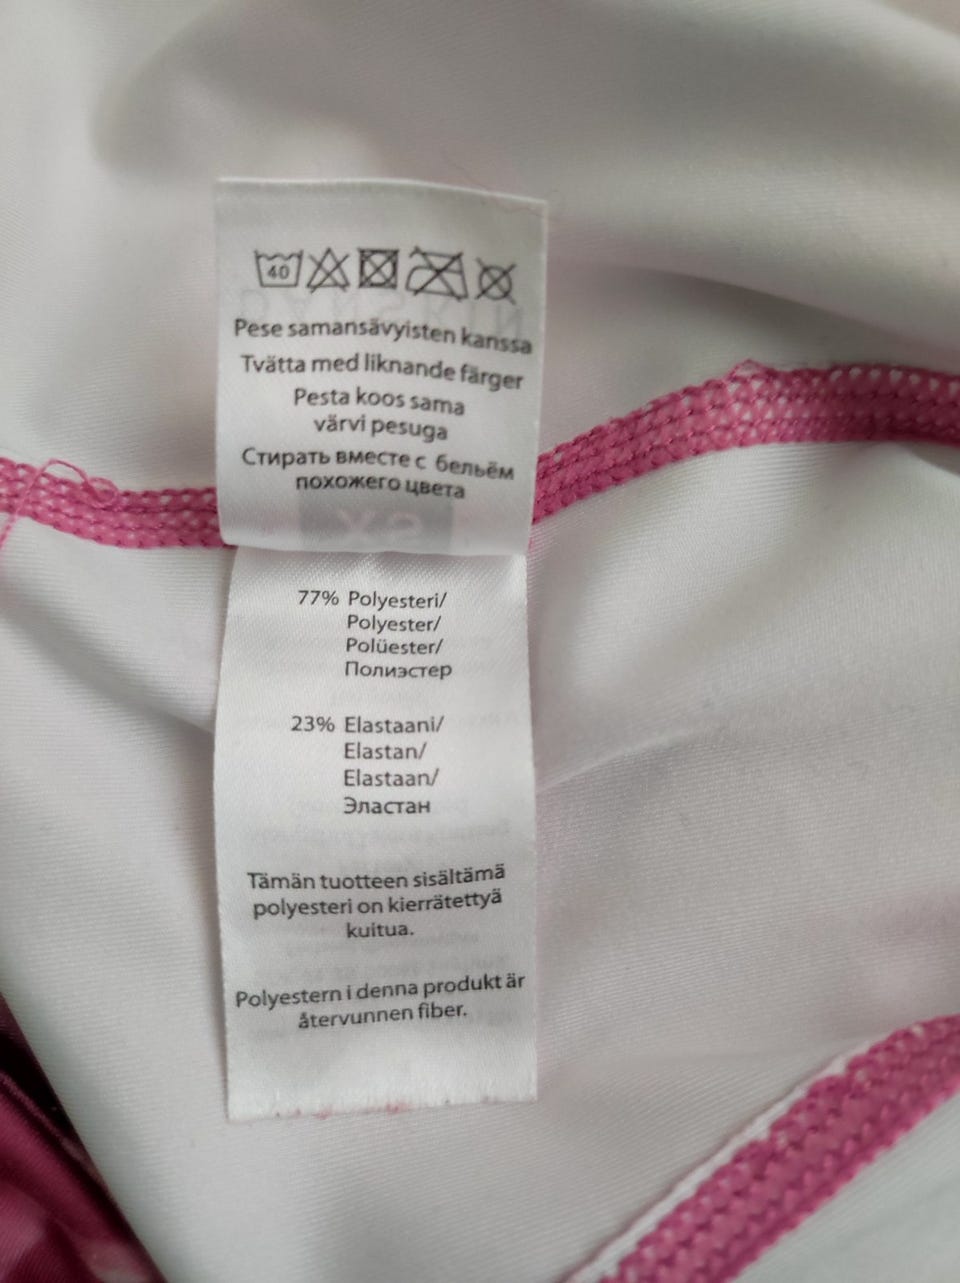 40
Pese samansävyisten kanssa
Tvätta med liknande färger
Pesta koos sama
värvi pesuga
Стирать вместе с бельём
похожего цвета
77% Polyesteri/
Polyester/
Polüester/
Полиэстер
23% Elastaani/
Elastan/
Elastaan/
Эластан
Tämän tuotteen sisältämä
polyesteri on kierrätettyä
kuitua.
Polyestern i denna produkt är
återvunnen fiber.